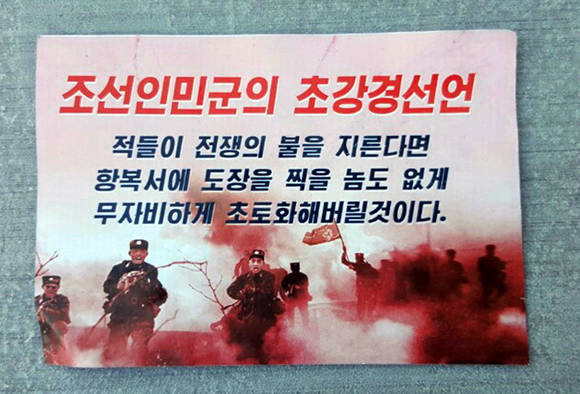 조선인민군의 초강경선언
적들이 전쟁의 불을 지른다면
항복서에 도장을 찍을 놈도 없게
무자비하게 초토화해버릴것이다.